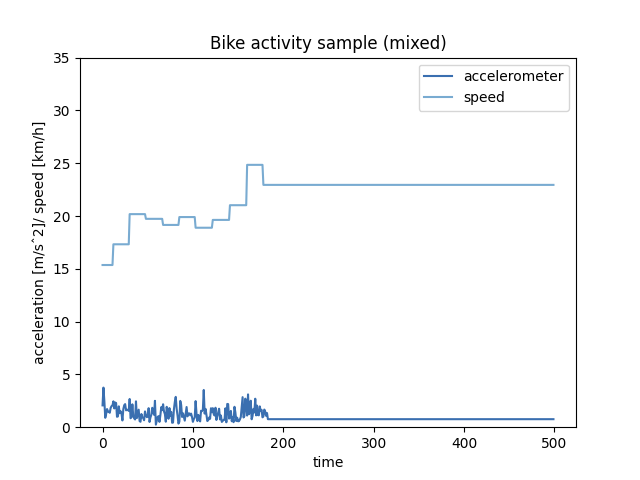 Bike activity sample (mixed)
accelerometer
speed
35
30
25
20
15
10
5
0
acceleration [m/sˆ2]/ speed [km/h]
0 100 200 300 400 500
time